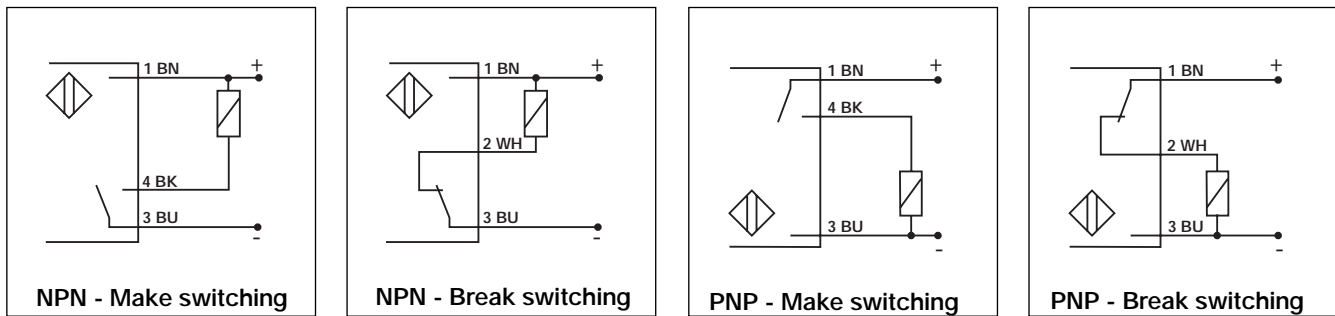 1 BN
+
4 BK
3 BU
-
NPN - Make switching
1 BN
+
2 WH
3 BU
-
NPN - Break switching
1 BN
+
4 BK
3 BU
-
PNP - Make switching
1 BN
+
2 WH
3 BU
-
PNP - Break switching